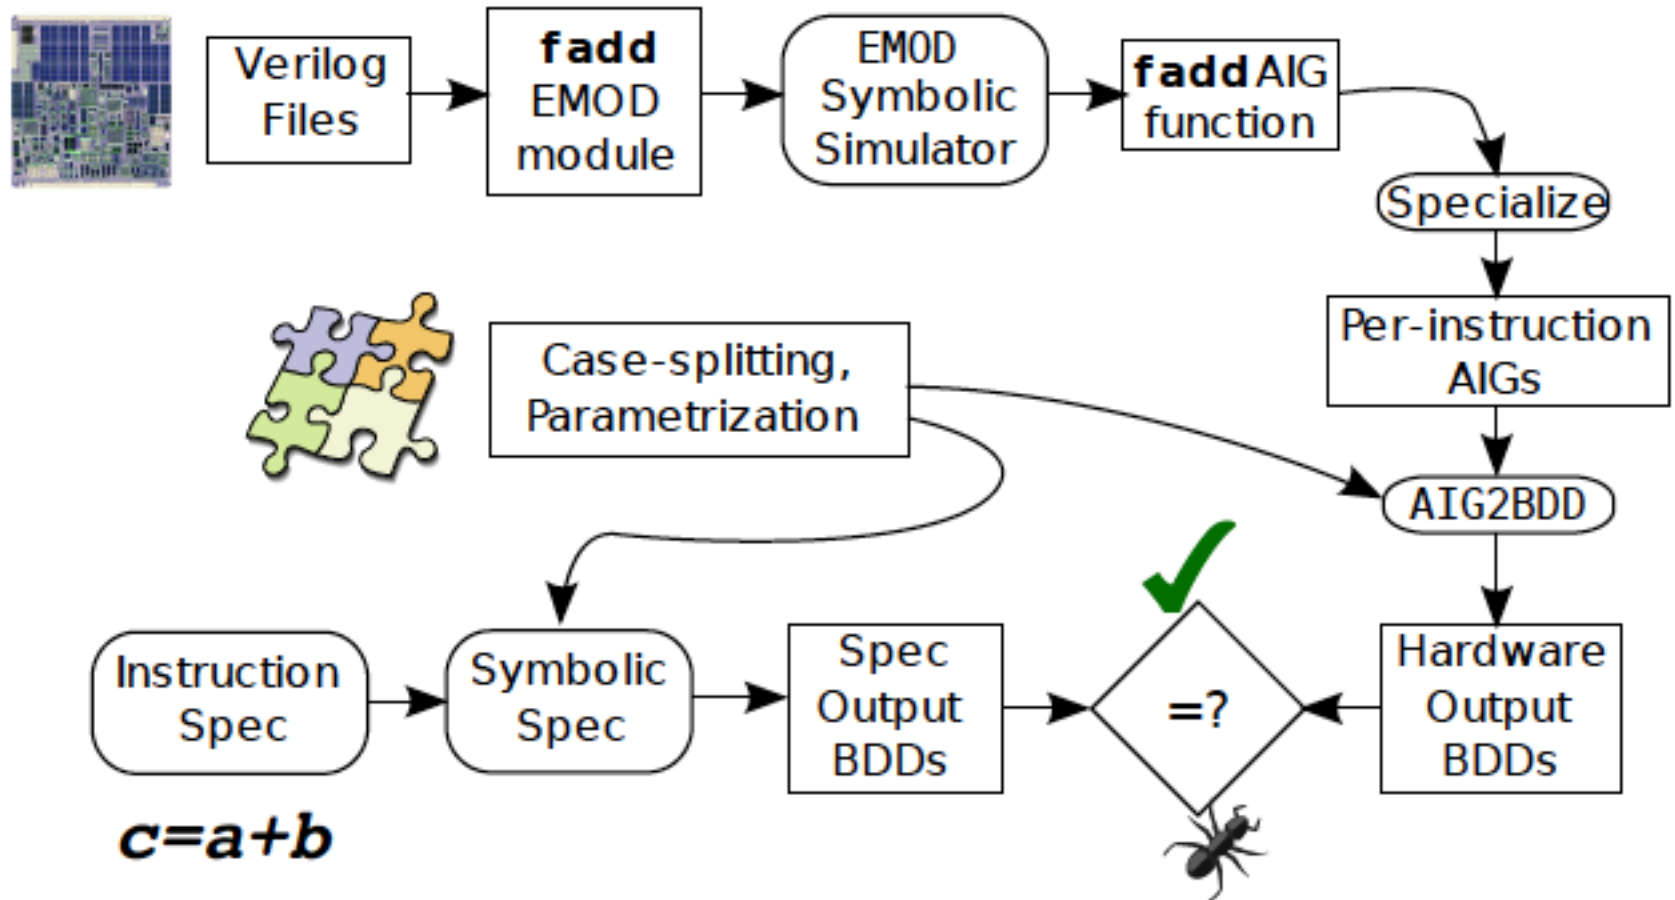 Verilog
Files
fadd
EMOD
module
EMOD
Symbolic
Simulator
fadd AIG
function
Specialize
Per-instruction
AIGs
Case-splitting,
Parametrization
AIG2BDD
Instruction
Spec
Symbolic
Spec
Spec
Output
BDDs
=?
Hardware
Output
BDDs
c=a+b